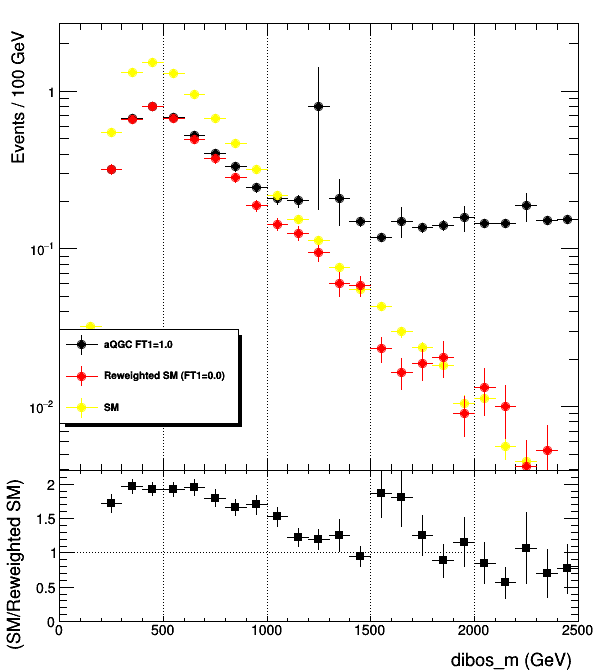 Events / 100 GeV
1
10⁻¹
10⁻²
aQGC FT1=1.0
Reweighted SM (FT1=0.0)
SM
(SM/Reweighted SM)
2
1.5
1
0.5
0
0 500 1000 1500 2000 2500
dibos_m (GeV)